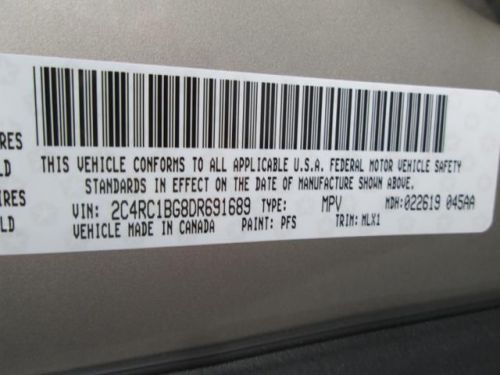 THIS VEHICLE CONFORMS TO ALL APPLICABLE U.S.A. FEDERAL MOTOR VEHICLE SAFETY
IRES
STANDARDS IN EFFECT ON THE DATE OF MANUFACTURE SHOWN ABOVE.
LD
VIN: 2C4RC1BG8DR691689 TYPE: MPV MDH:022619 045AA
IRES
VEHICLE MADE IN CANADA PAINT: PFS TRIM: MLX1
LD